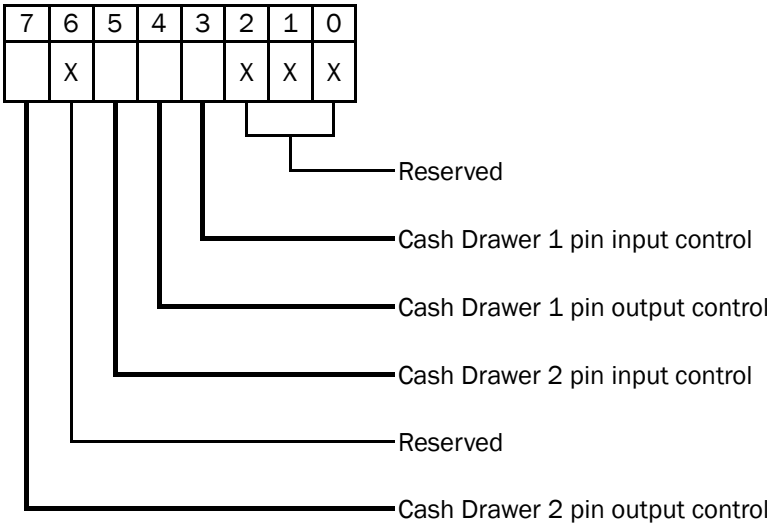 7 6 5 4 3 2 1 0
X X X X
Reserved
Cash Drawer 1 pin input control
Cash Drawer 1 pin output control
Cash Drawer 2 pin input control
Reserved
Cash Drawer 2 pin output control